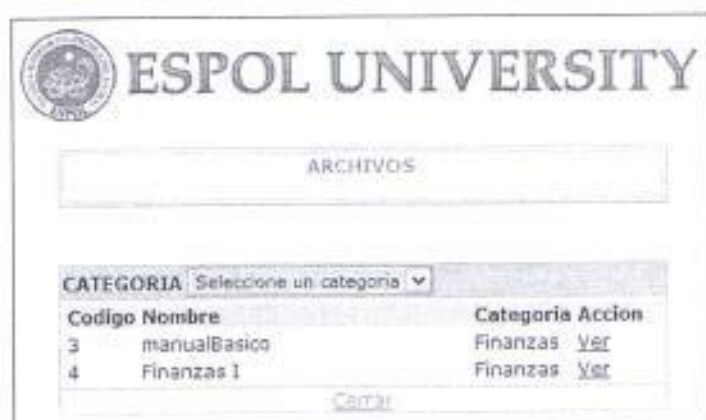 ESPOL
ESPOL UNIVERSITY
ARCHIVOS
CATEGORIA Seleccione un categoria
Codigo Nombre Categoria Accion
3 manualBasico Finanzas Ver
4 Finanzas I Finanzas Ver
Cerrar